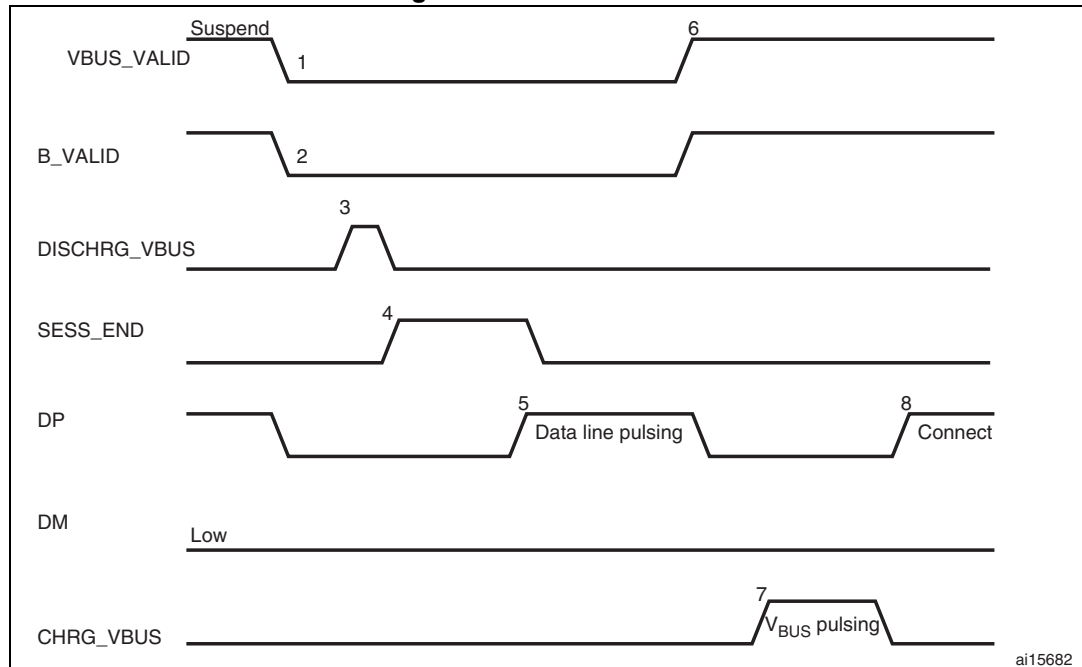 Suspend
6
VBUS_VALID
1
B_VALID
2
3
DISCHRG_VBUS
4
SESS_END
5
8
DP
Data line pulsing
Connect
DM
Low
7
VBUS pulsing
CHRG_VBUS
ai15682